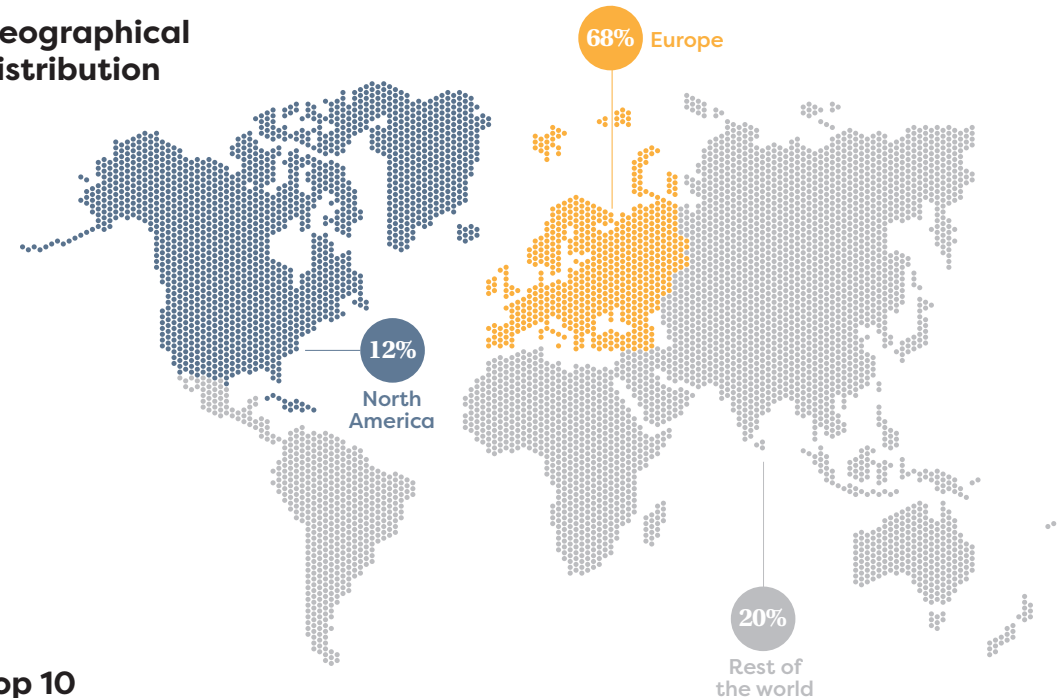 eographical
istribution
68% Europe
12%
North
America
20%
Rest of
the world
op 10